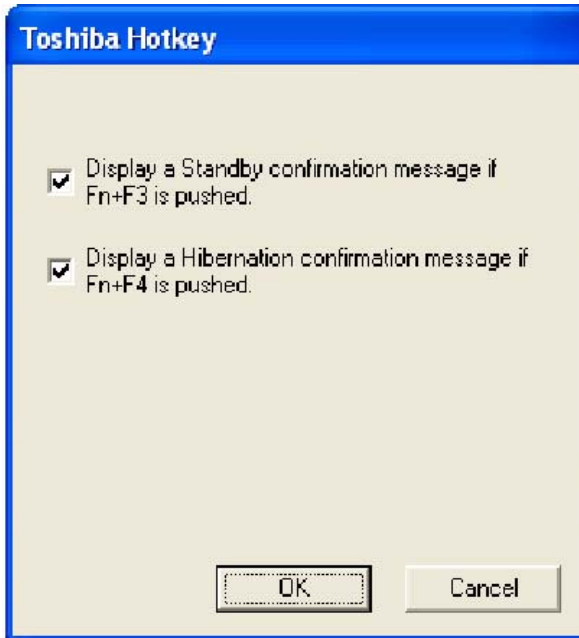 Toshiba Hotkey
Display a Standby confirmation message if
Fn+F3 is pushed.
Display a Hibernation confirmation message if
Fn+F4 is pushed.
OK
Cancel